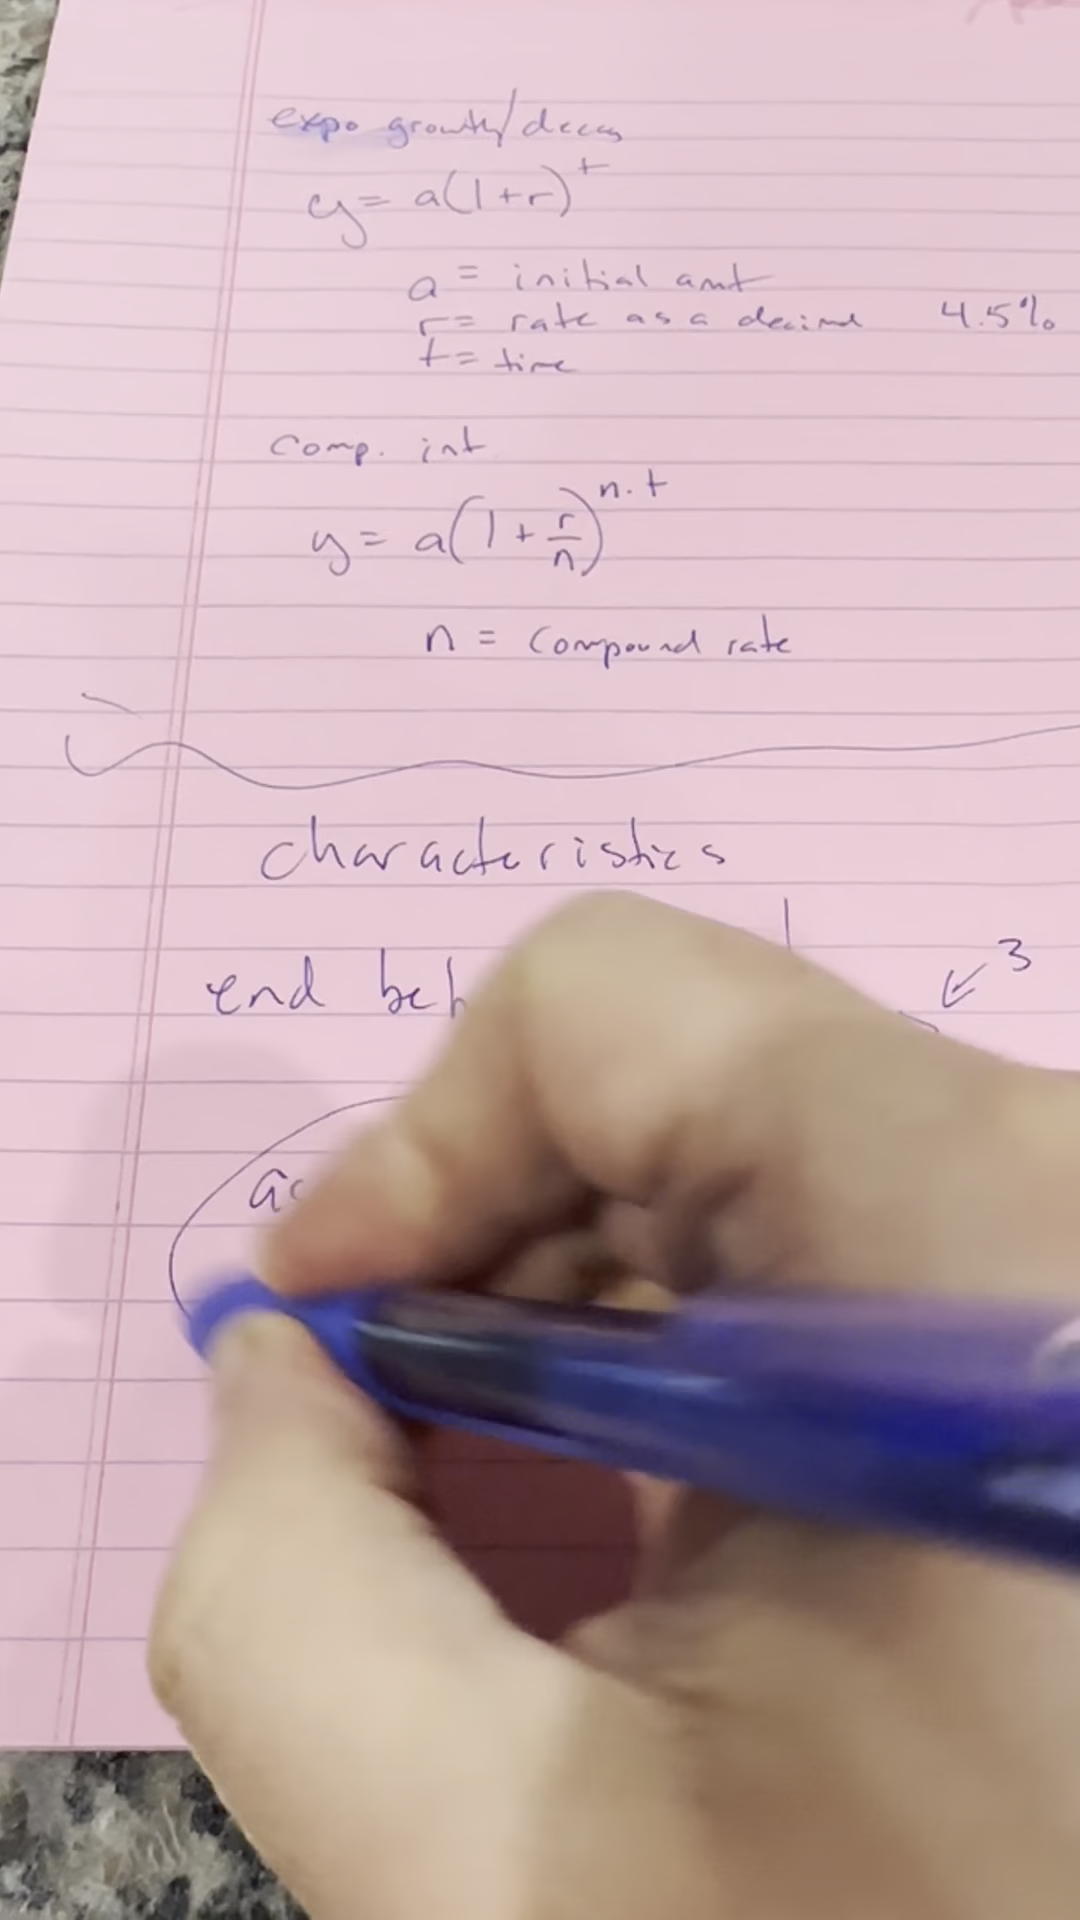 expo growth/decay
y = a(1+r)^t
a = initial amt
r = rate as a decimal 4.5%
t = time
Comp. int
y = a(1 + r/n)^n·t
n = compound rate
characteristics
end beh
3